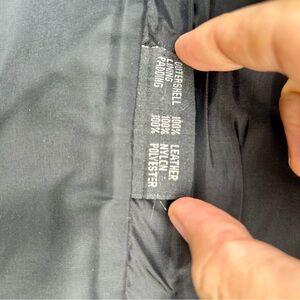 OUTERSHELL 100% LEATHER
LINING 100% NYLON
PADDING 100% POLYESTER